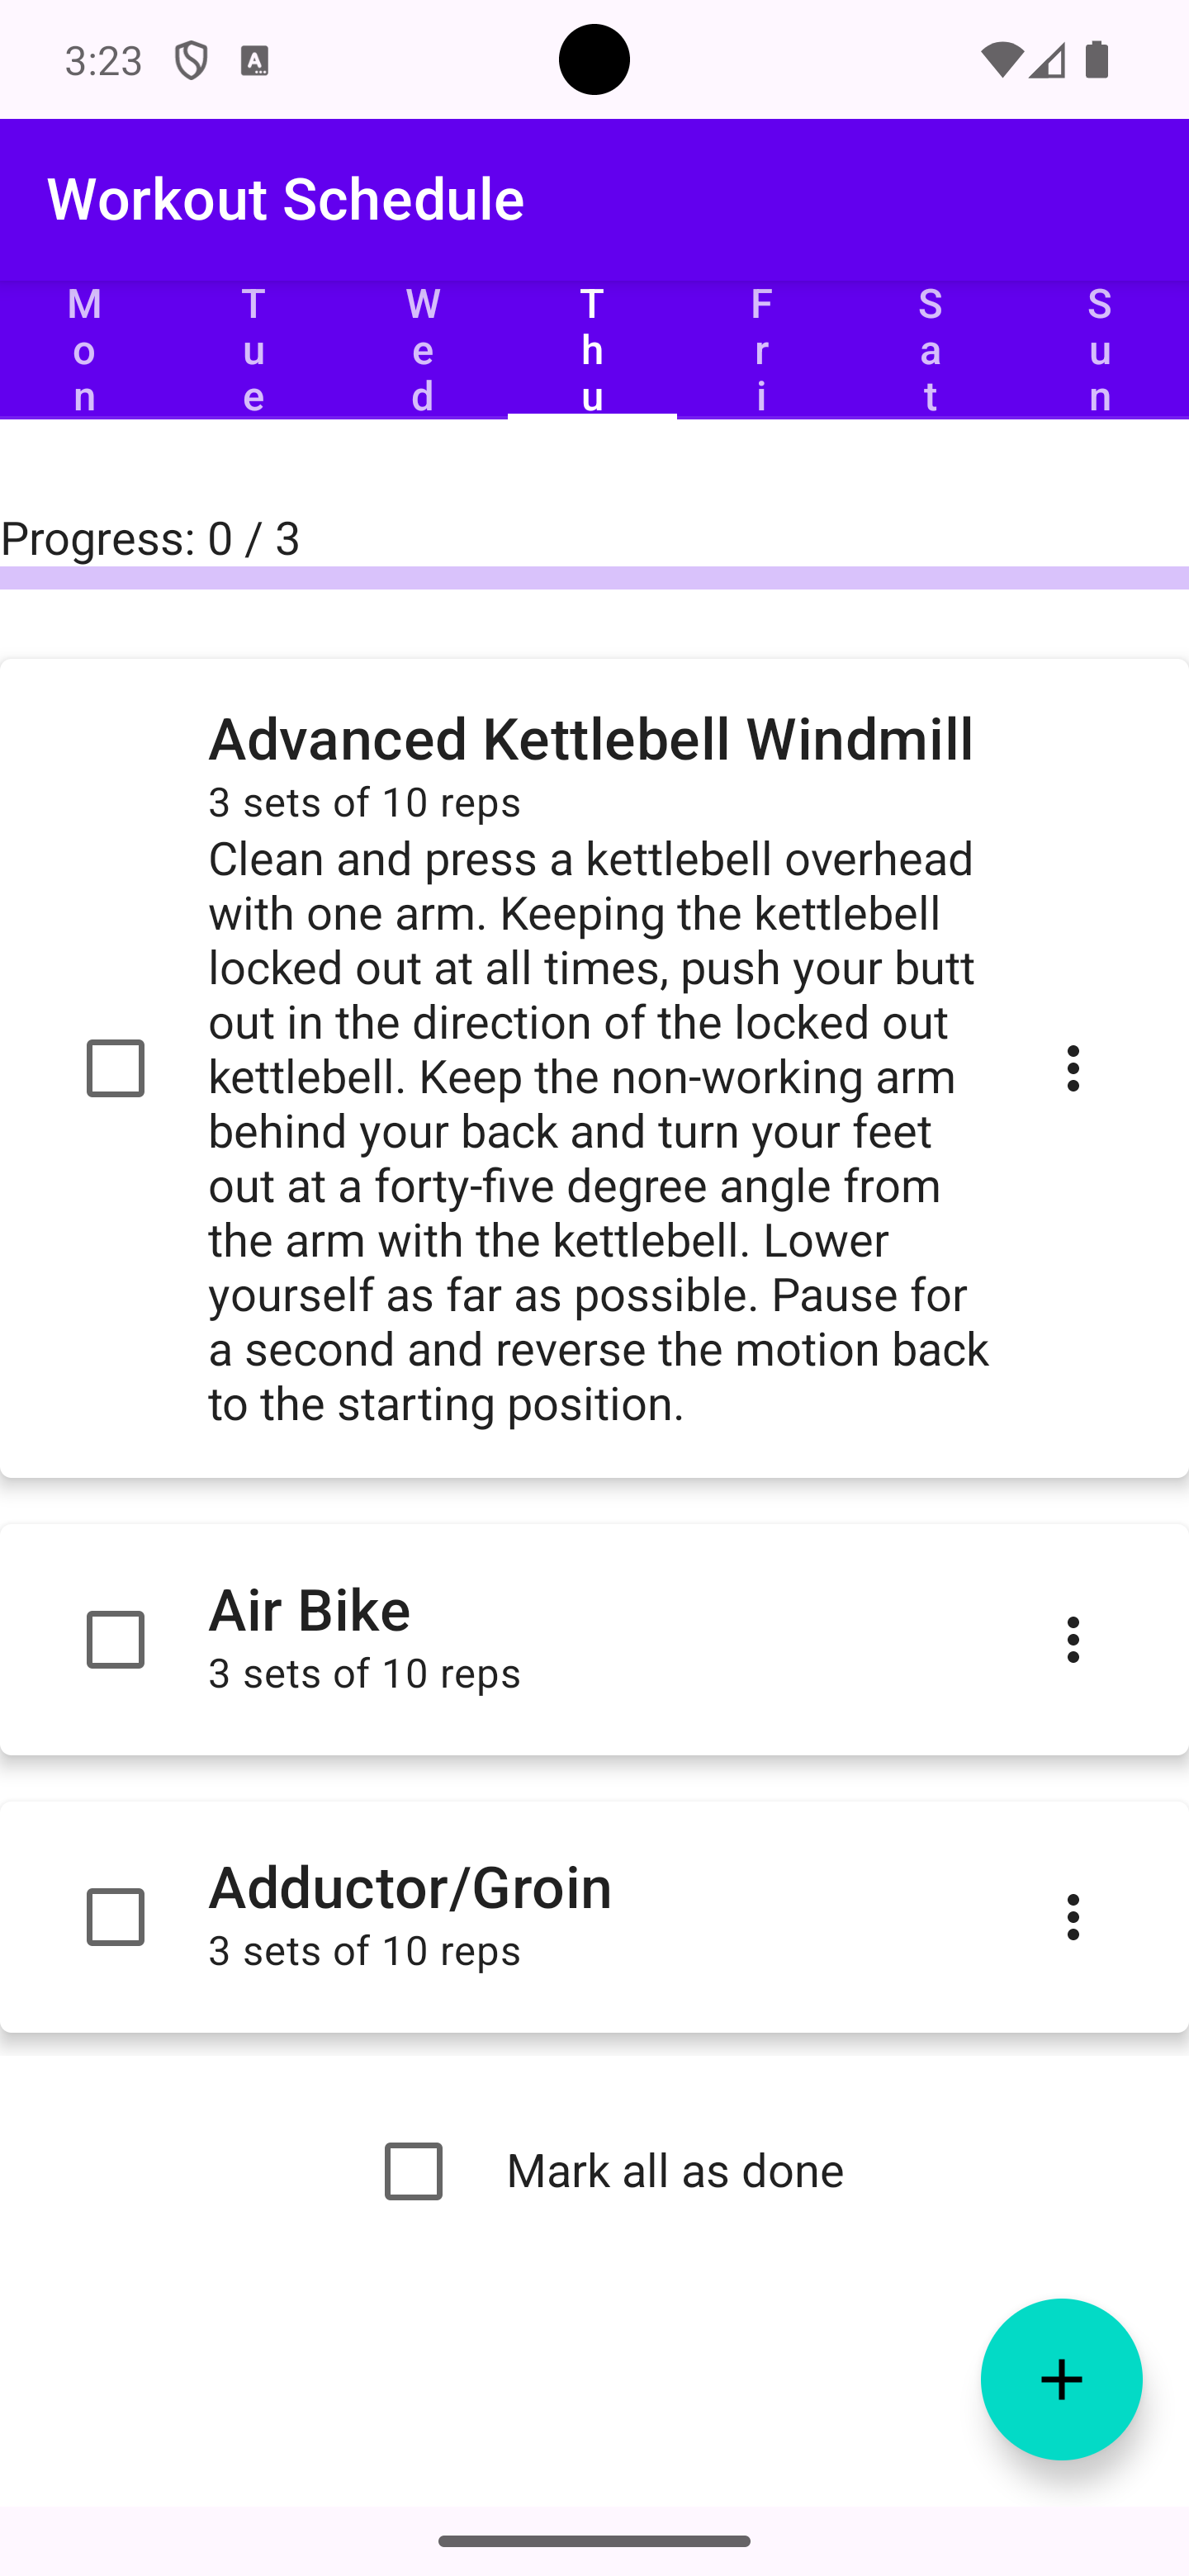 3:23
Workout Schedule
Mon Tue Wed Thu Fri Sat Sun
Progress: 0 / 3
Advanced Kettlebell Windmill
3 sets of 10 reps
Clean and press a kettlebell overhead
with one arm. Keeping the kettlebell
locked out at all times, push your butt
out in the direction of the locked out
kettlebell. Keep the non-working arm
behind your back and turn your feet
out at a forty-five degree angle from
the arm with the kettlebell. Lower
yourself as far as possible. Pause for
a second and reverse the motion back
to the starting position.
Air Bike
3 sets of 10 reps
Adductor/Groin
3 sets of 10 reps
Mark all as done